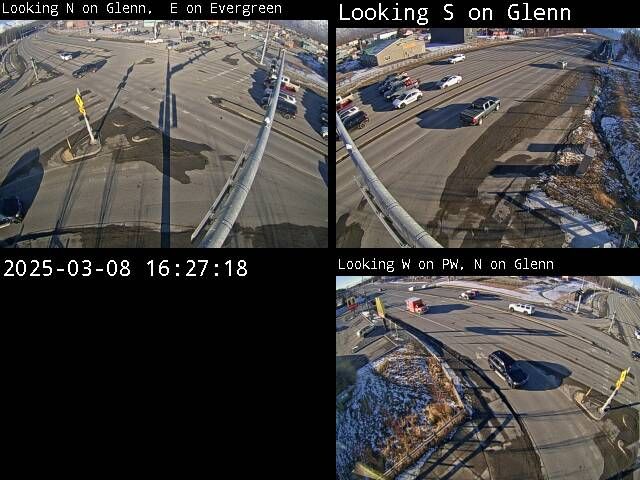 Looking N on Glenn, E on Evergreen
Looking S on Glenn
2025-03-08 16:27:18
Looking W on PW, N on Glenn